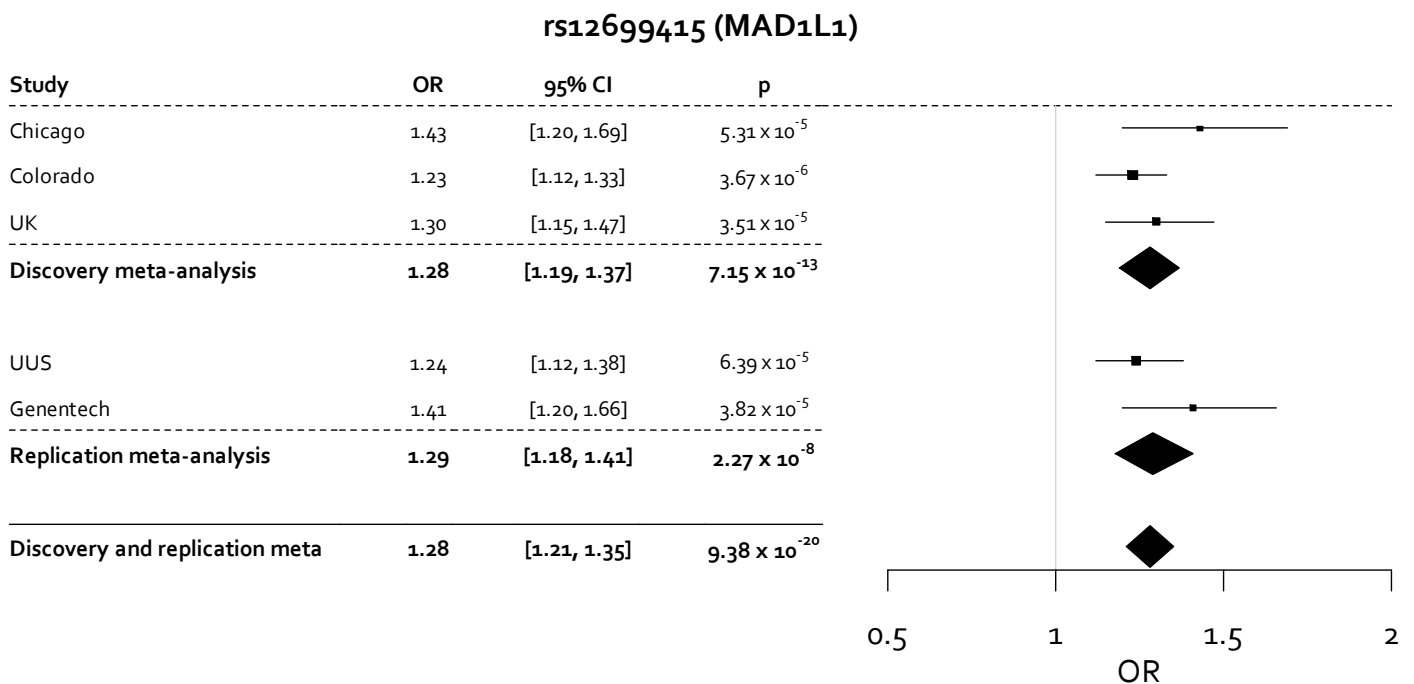 rs12699415 (MAD1L1)
Study OR 95% CI p
Chicago 1.43 [1.20, 1.69] 5.31 x 10⁻⁵
Colorado 1.23 [1.12, 1.33] 3.67 x 10⁻⁶
UK 1.30 [1.15, 1.47] 3.51 x 10⁻⁵
Discovery meta-analysis 1.28 [1.19, 1.37] 7.15 x 10⁻¹³
UUS 1.24 [1.12, 1.38] 6.39 x 10⁻⁵
Genentech 1.41 [1.20, 1.66] 3.82 x 10⁻⁵
Replication meta-analysis 1.29 [1.18, 1.41] 2.27 x 10⁻⁸
Discovery and replication meta 1.28 [1.21, 1.35] 9.38 x 10⁻²⁰
0.5 1 1.5 2
OR